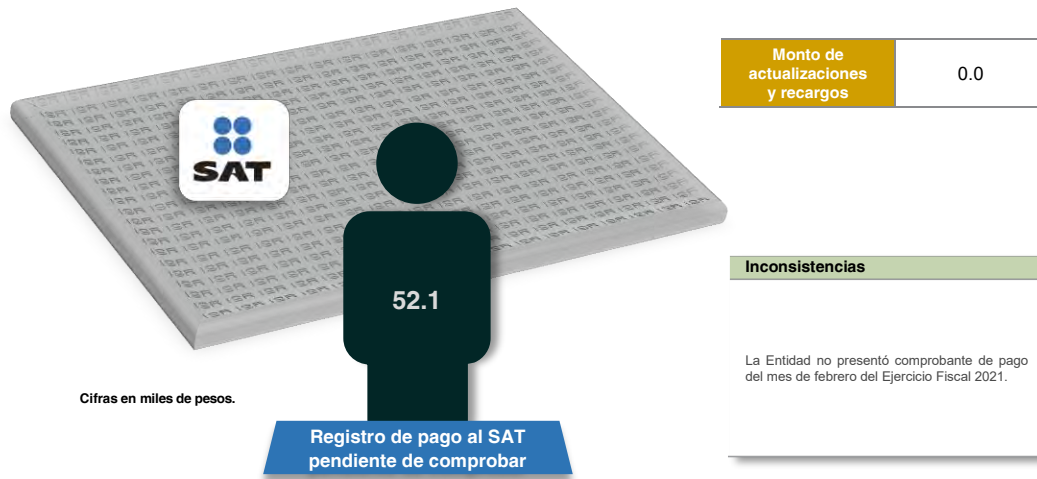 SAT
52.1
Cifras en miles de pesos.
Registro de pago al SAT
pendiente de comprobar
Monto de
actualizaciones
y recargos
0.0
Inconsistencias
La Entidad no presentó comprobante de pago
del mes de febrero del Ejercicio Fiscal 2021.